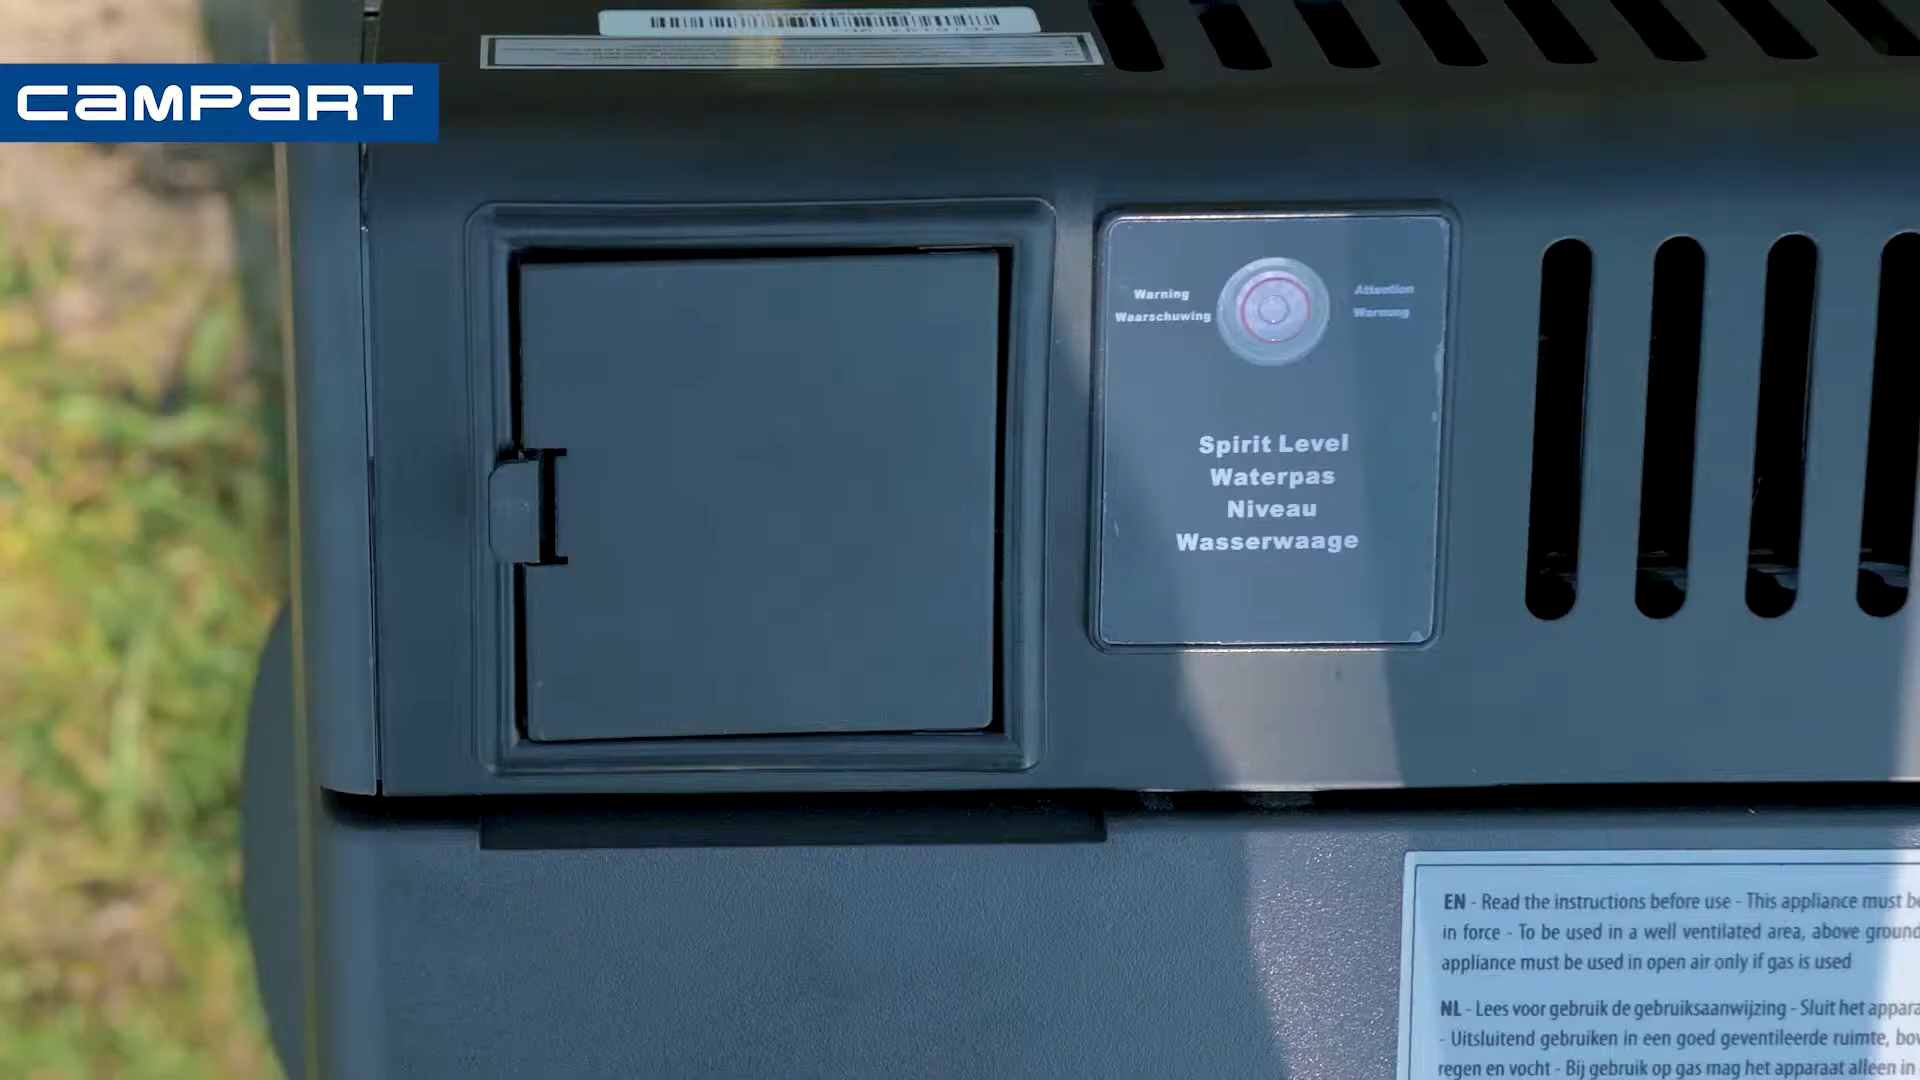 CAMPART
Warning
Waarschuwing
Attention
Warnung
Spirit Level
Waterpas
Niveau
Wasserwaage
EN - Read the instructions before use - This appliance must be
in force - To be used in a well ventilated area, above ground
appliance must be used in open air only if gas is used
NL - Lees voor gebruik de gebruiksaanwijzing - Sluit het appara
- Uitsluitend gebruiken in een goed geventileerde ruimte, bov
regen en vocht - Bij gebruik op gas mag het apparaat alleen in